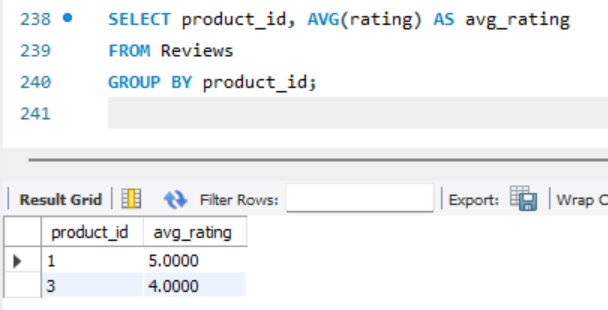 238 SELECT product_id, AVG(rating) AS avg_rating
239 FROM Reviews
240 GROUP BY product_id;
241
Result Grid Filter Rows: Export: Wrap C
product_id avg_rating
1 5.0000
3 4.0000